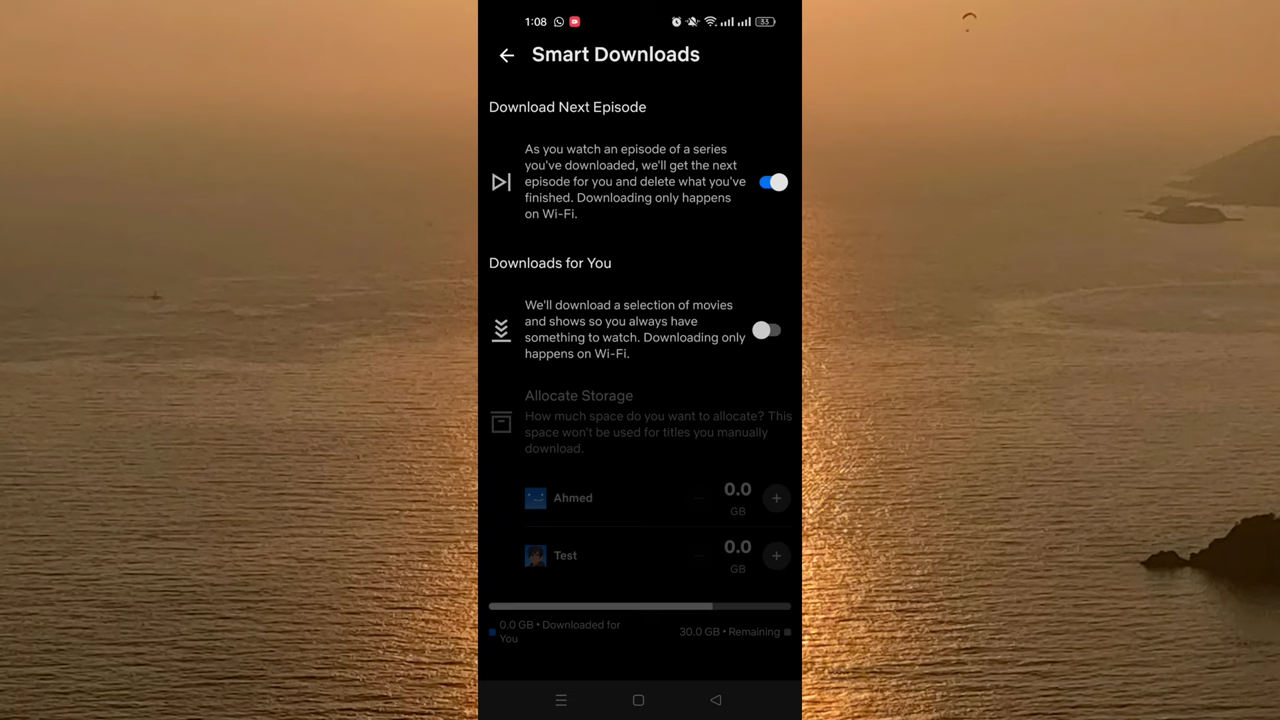 1:08
33
Smart Downloads
Download Next Episode
As you watch an episode of a series
you've downloaded, we'll get the next
episode for you and delete what you've
finished. Downloading only happens
on Wi-Fi.
Downloads for You
We'll download a selection of movies
and shows so you always have
something to watch. Downloading only
happens on Wi-Fi.
Allocate Storage
How much space do you want to allocate? This
space won't be used for titles you manually
download.
Ahmed
0.0
GB
Test
0.0
GB
0.0 GB • Downloaded for
You
30.0 GB • Remaining